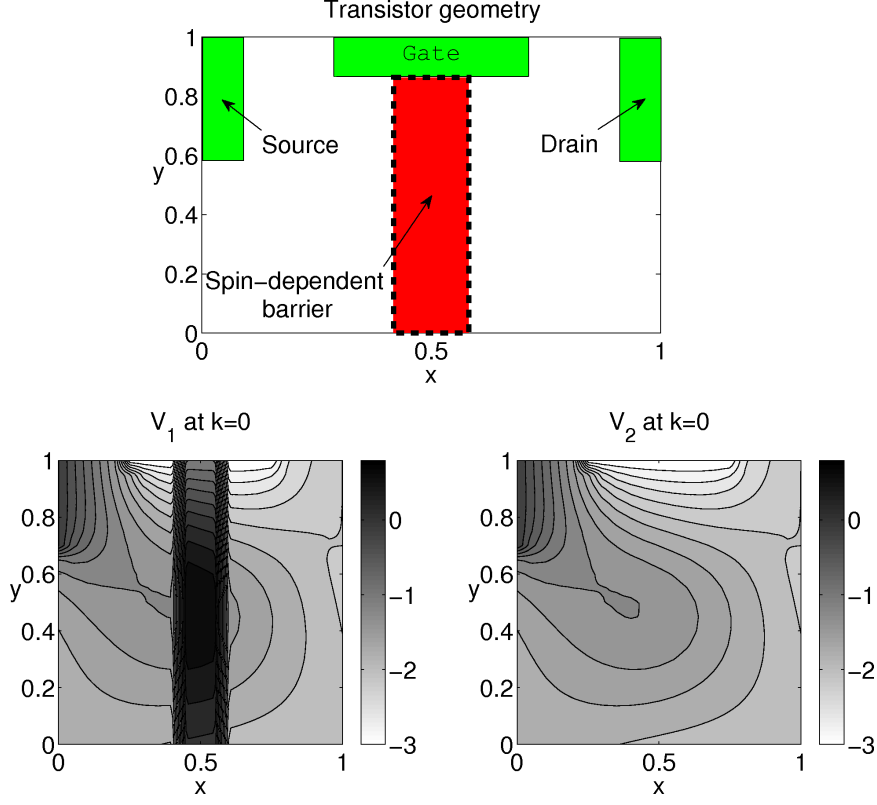 Transistor geometry
1
0.8
0.6
0.4
0.2
0
y
Gate
Source
Drain
Spin−dependent
barrier
0
0.5
1
x
V1 at k=0
1
0.8
0.6
0.4
0.2
0
y
0
0.5
1
x
0
−1
−2
−3
V2 at k=0
1
0.8
0.6
0.4
0.2
0
y
0
0.5
1
x
0
−1
−2
−3